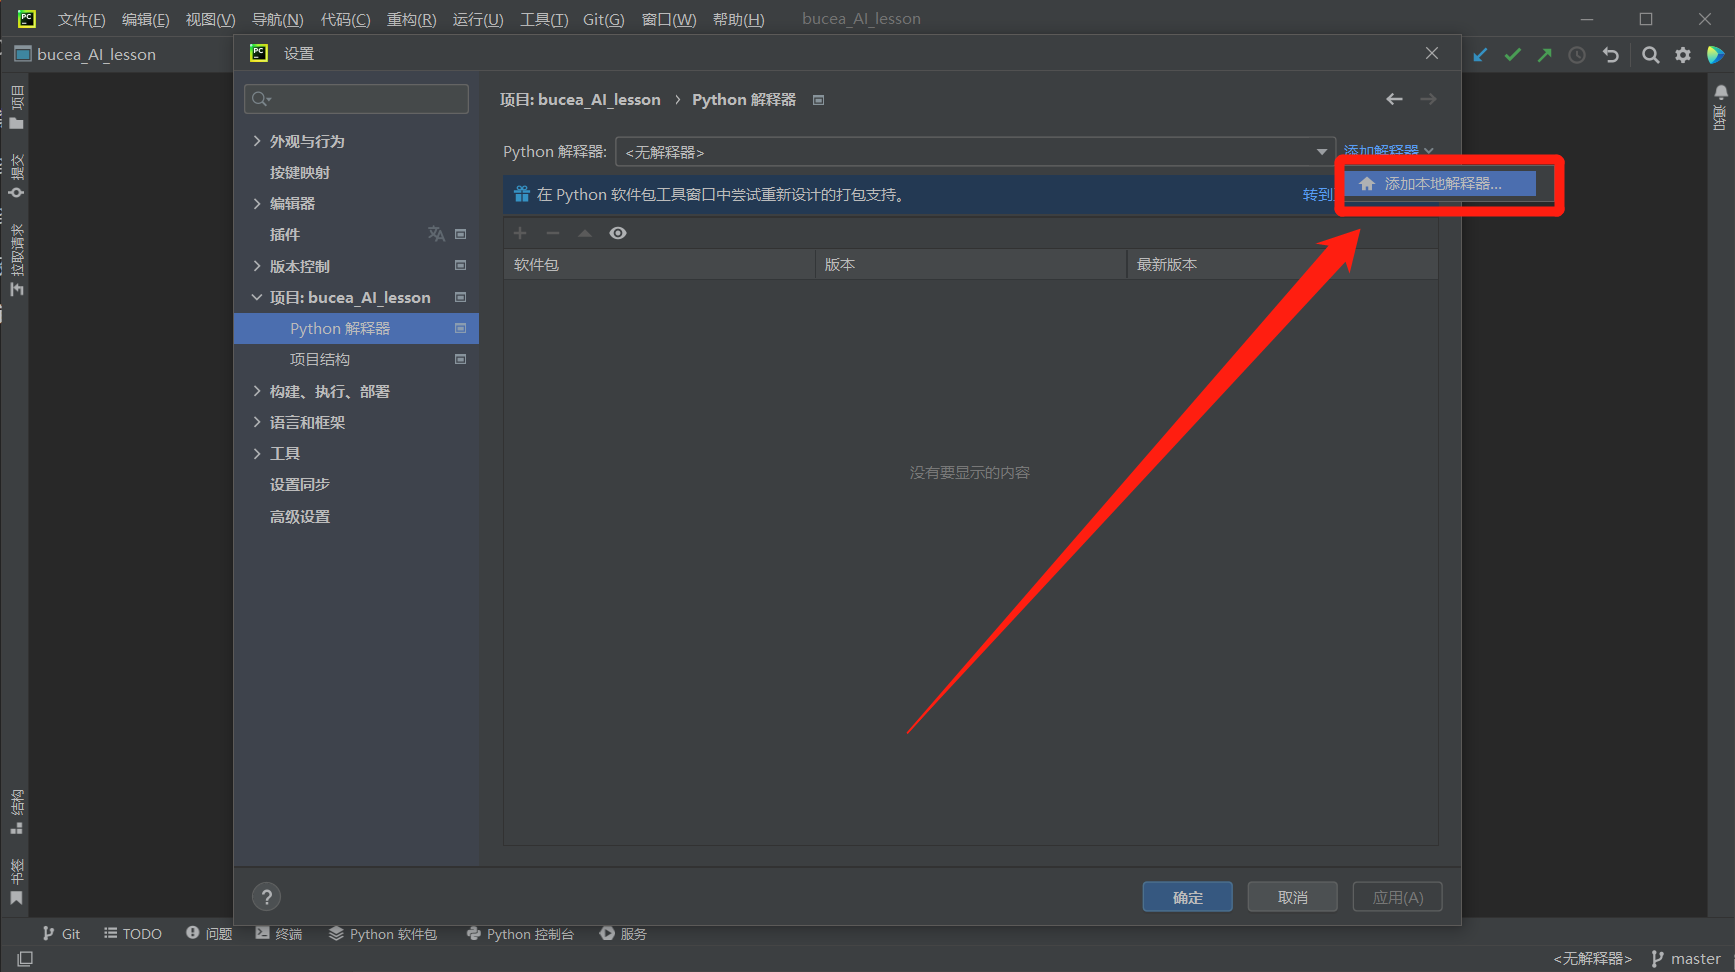 文件(F) 编辑(E) 视图(V) 导航(N) 代码(C) 重构(R) 运行(U) 工具(T) Git(G) 窗口(W) 帮助(H) bucea_AI_lesson
bucea_AI_lesson
设置
项目
提交
拉取请求
结构
书签
通知
外观与行为
按键映射
编辑器
插件
版本控制
项目: bucea_AI_lesson
Python 解释器
项目结构
构建、执行、部署
语言和框架
工具
设置同步
高级设置
项目: bucea_AI_lesson › Python 解释器
Python 解释器: <无解释器> 添加解释器
添加本地解释器...
在 Python 软件包工具窗口中尝试重新设计的打包支持。 转到
软件包 版本 最新版本
没有要显示的内容
? 确定 取消 应用(A)
Git TODO 问题 终端 Python 软件包 Python 控制台 服务
<无解释器> master